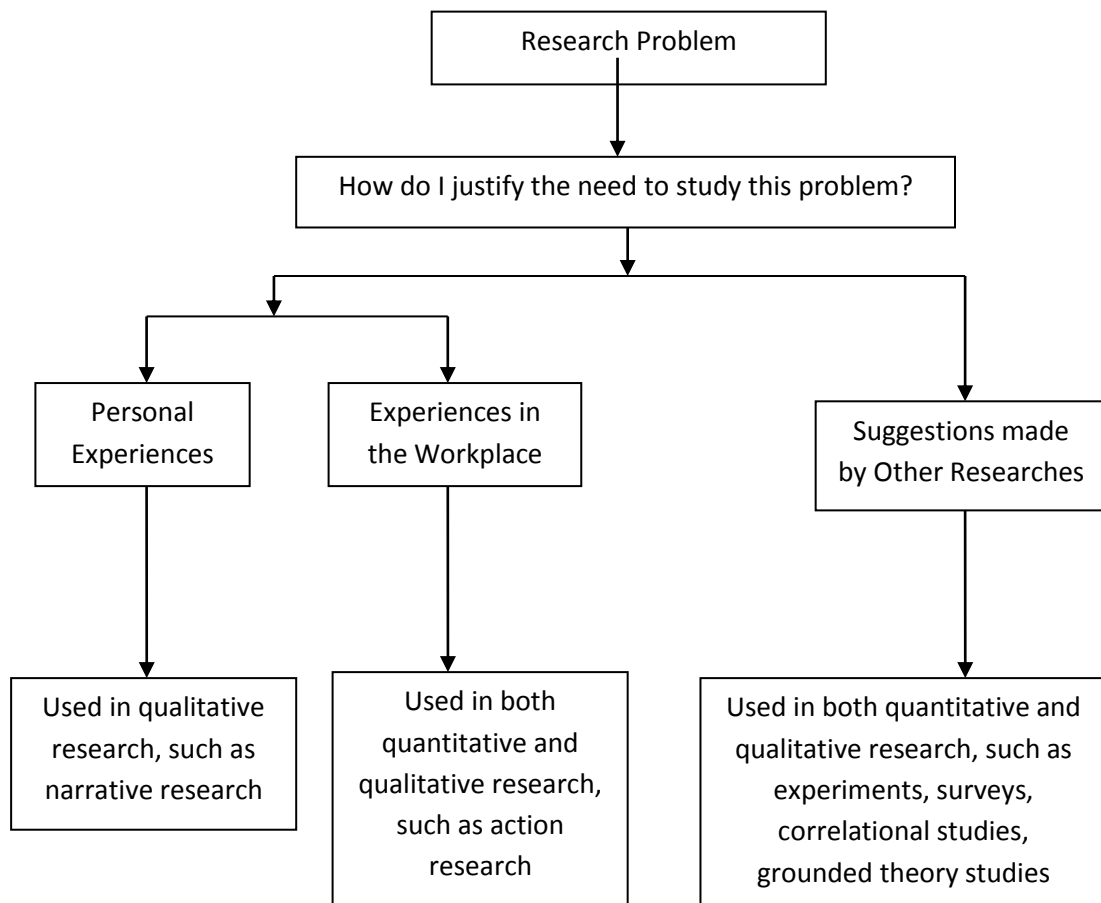 Research Problem
How do I justify the need to study this problem?
Personal
Experiences
Experiences in
the Workplace
Suggestions made
by Other Researches
Used in qualitative
research, such as
narrative research
Used in both
quantitative and
qualitative research,
such as action
research
Used in both quantitative and
qualitative research, such as
experiments, surveys,
correlational studies,
grounded theory studies